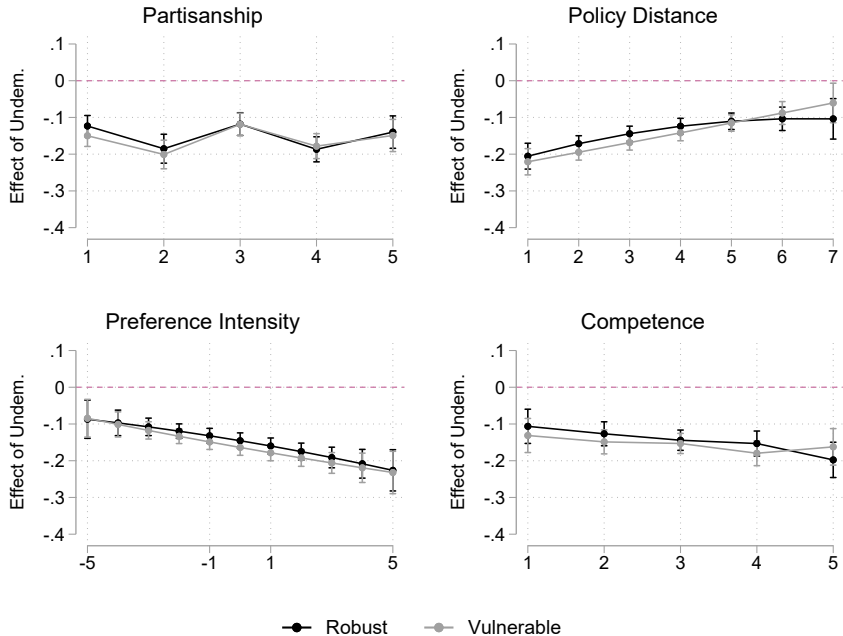 Partisanship
Effect of Undem.
.1
0
-.1
-.2
-.3
-.4
1 2 3 4 5
Policy Distance
Effect of Undem.
.1
0
-.1
-.2
-.3
-.4
1 2 3 4 5 6 7
Preference Intensity
Effect of Undem.
.1
0
-.1
-.2
-.3
-.4
-5 -1 1 5
Competence
Effect of Undem.
.1
0
-.1
-.2
-.3
-.4
1 2 3 4 5
Robust Vulnerable